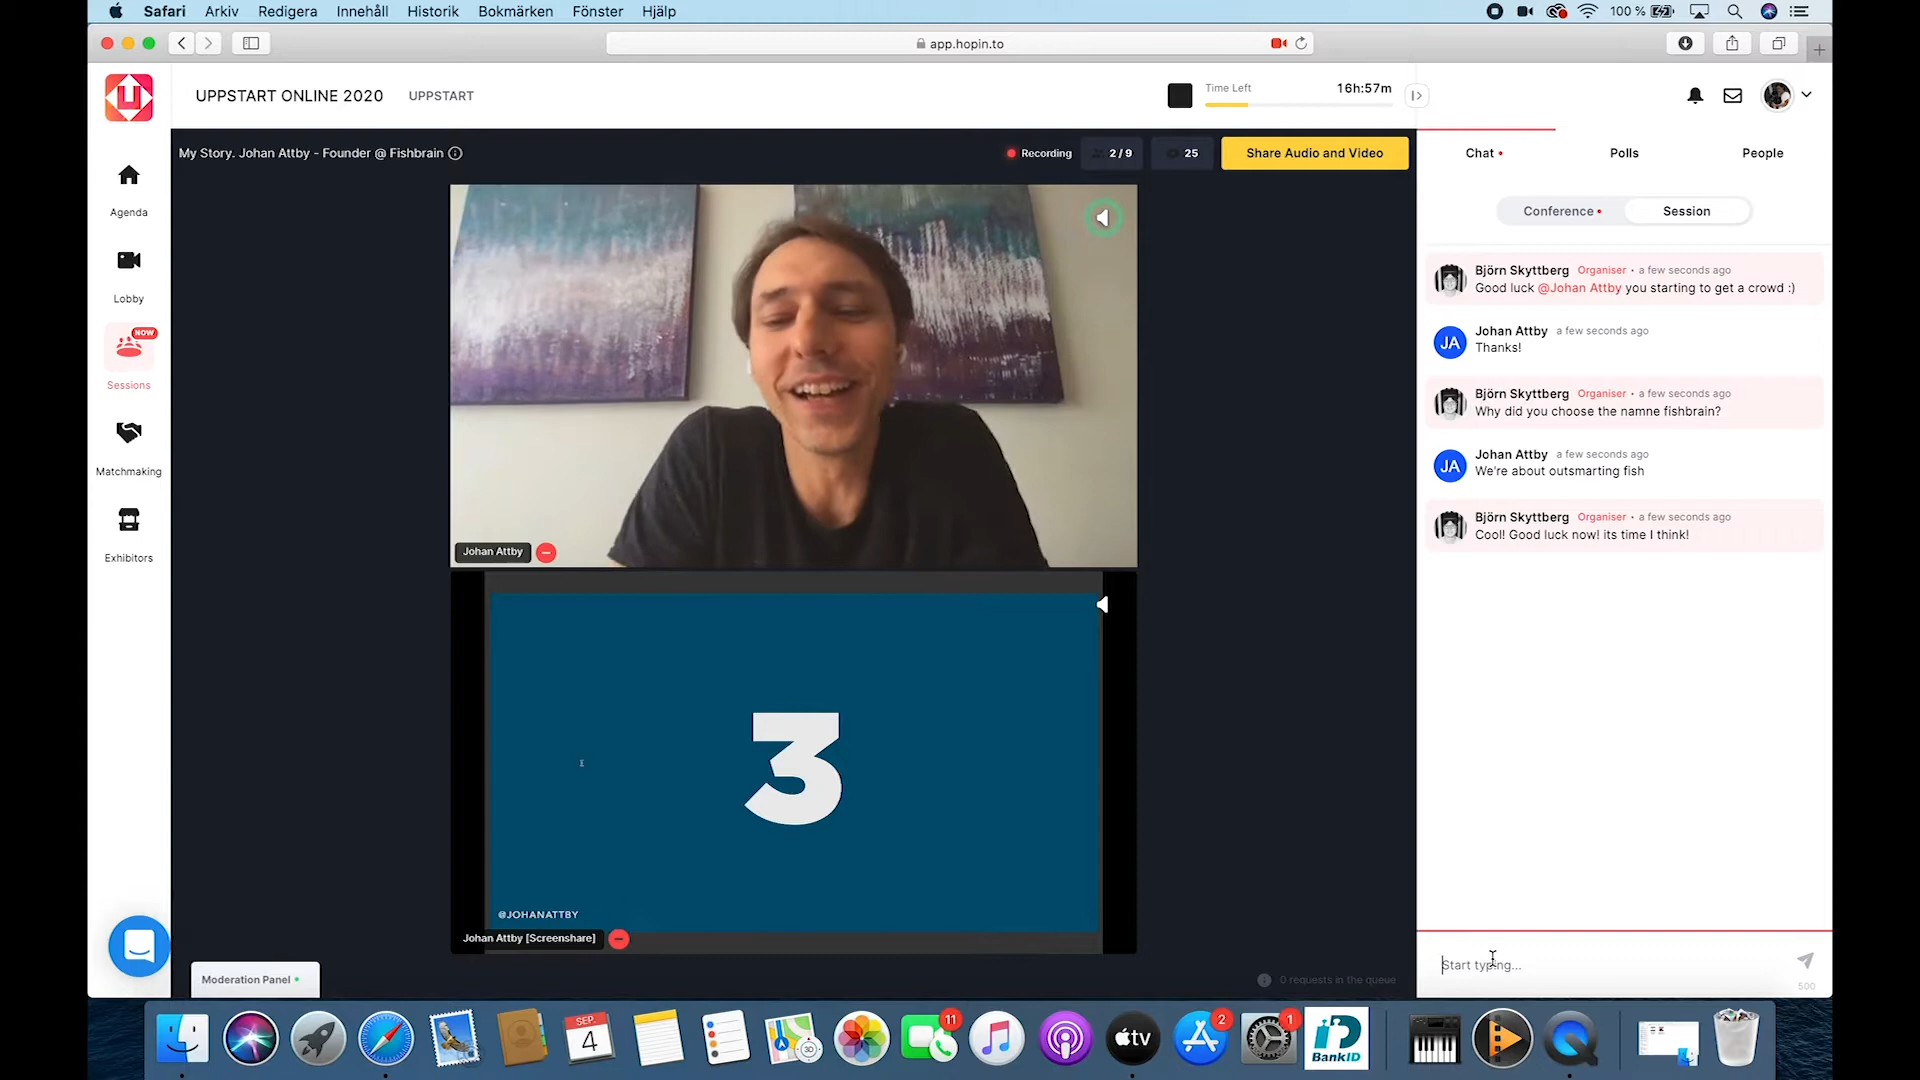 Safari Arkiv Redigera Innehåll Historik Bokmärken Fönster Hjälp
100 %
app.hopin.to
UPPSTART ONLINE 2020 UPPSTART
Time Left 16h:57m
My Story. Johan Attby - Founder @ Fishbrain
Recording 2 / 9 25 Share Audio and Video
Agenda
Lobby
NOW
Sessions
Matchmaking
Exhibitors
Johan Attby
3
@JOHANATTBY
Johan Attby [Screenshare]
Moderation Panel
0 requests in the queue
Chat Polls People
Conference Session
Björn Skyttberg Organiser • a few seconds ago
Good luck @Johan Attby you starting to get a crowd :)
JA
Johan Attby a few seconds ago
Thanks!
Björn Skyttberg Organiser • a few seconds ago
Why did you choose the namne fishbrain?
JA
Johan Attby a few seconds ago
We're about outsmarting fish
Björn Skyttberg Organiser • a few seconds ago
Cool! Good luck now! its time I think!
Start typing...
500
SEP
4
11
tv
2
1
BankID